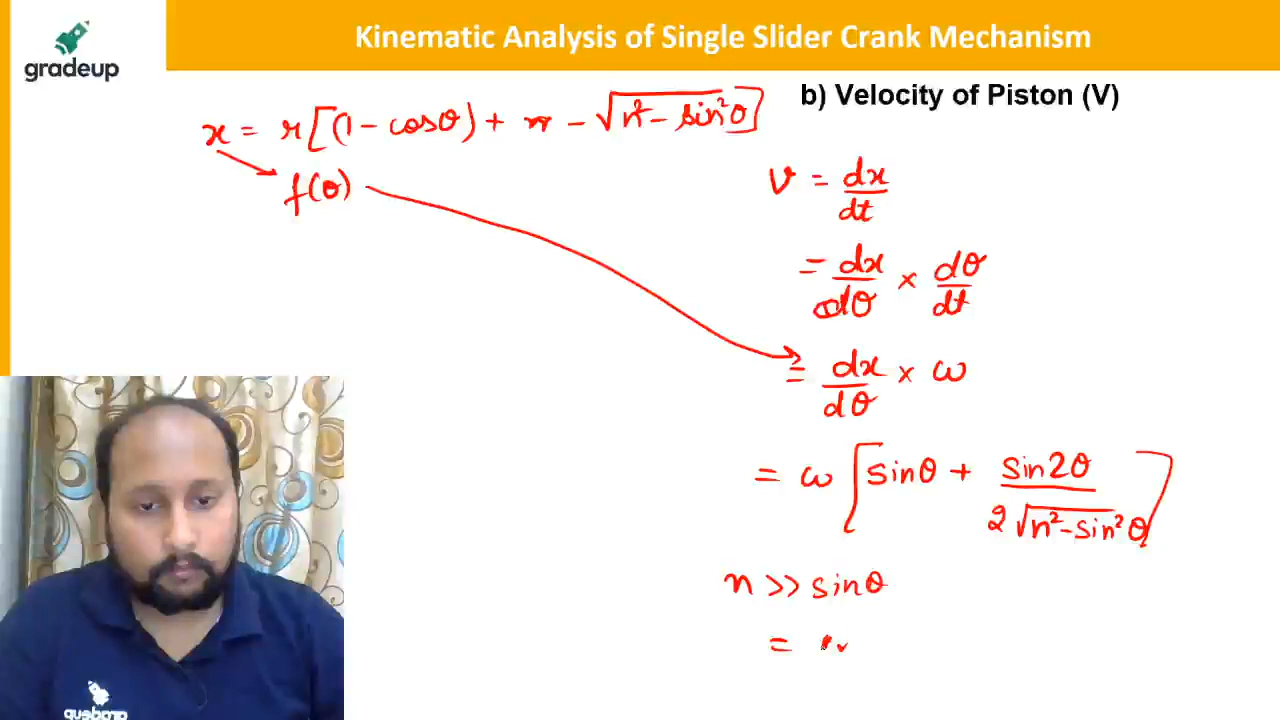 gradeup
Kinematic Analysis of Single Slider Crank Mechanism
b) Velocity of Piston (V)
x = r[(1 - cosθ) + n - √(n² - sin²θ)]
f(θ)
V = dx/dt
= dx/dθ × dθ/dt
= dx/dθ × ω
= ω [sinθ + sin2θ / 2√(n²-sin²θ)]
n >> sinθ
=
gradeup